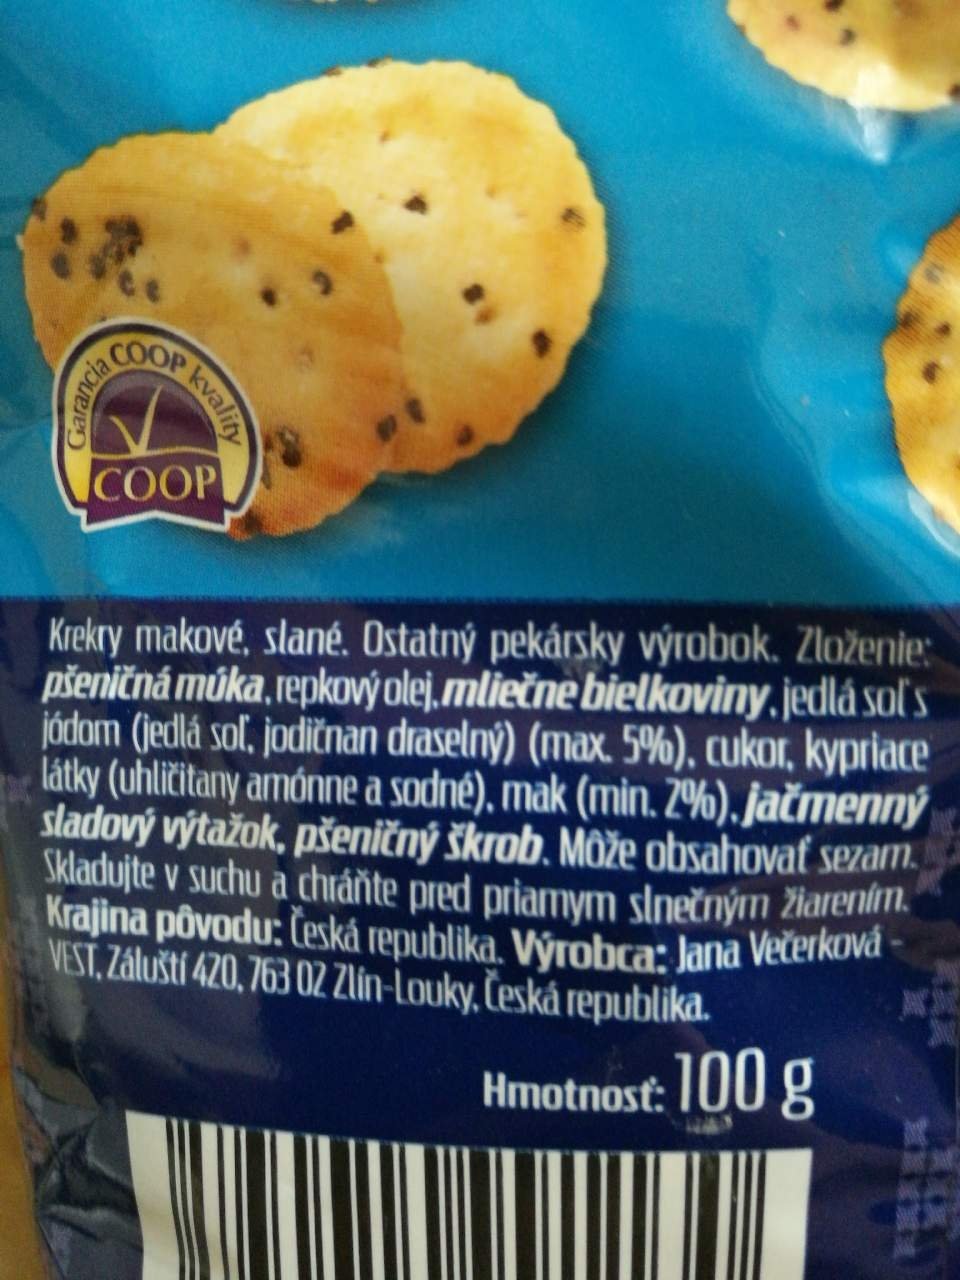 Garancia COOP kvality
COOP
Krekry makové, slané. Ostatný pekársky výrobok. Zloženie:
pšeničná múka, repkový olej, mliečne bielkoviny, jedlá soľ s
jódom (jedlá soľ, jodičnan draselný) (max. 5%), cukor, kypriace
látky (uhličitany amónne a sodné), mak (min. 2%), jačmenný
sladový výťažok, pšeničný škrob. Môže obsahovať sezam.
Skladujte v suchu a chráňte pred priamym slnečným žiarením.
Krajina pôvodu: Česká republika. Výrobca: Jana Večerková -
VEST, Záluští 420, 763 02 Zlín-Louky, Česká republika.
Hmotnosť: 100 g